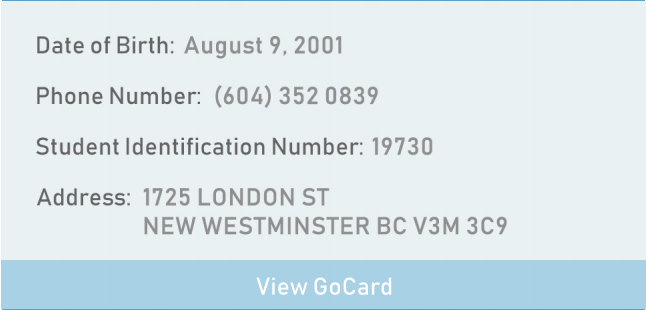 Date of Birth: August 9, 2001
Phone Number: (604) 352 0839
Student Identification Number: 19730
Address: 1725 LONDON ST
NEW WESTMINSTER BC V3M 3C9
View GoCard